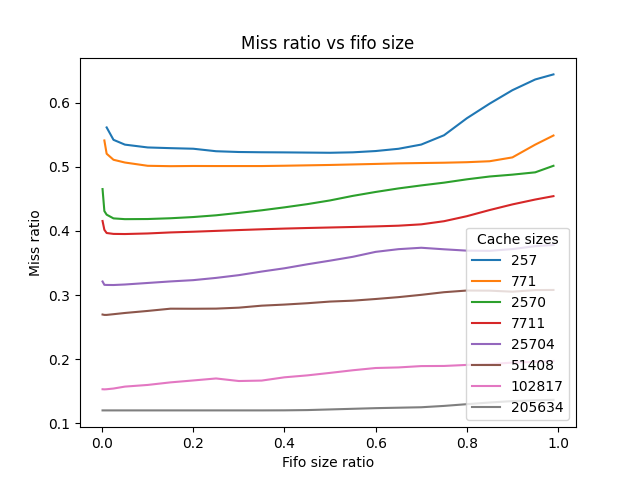 Miss ratio vs fifo size
Miss ratio
0.6
0.5
0.4
0.3
0.2
0.1
0.0 0.2 0.4 0.6 0.8 1.0
Fifo size ratio
Cache sizes
257
771
2570
7711
25704
51408
102817
205634